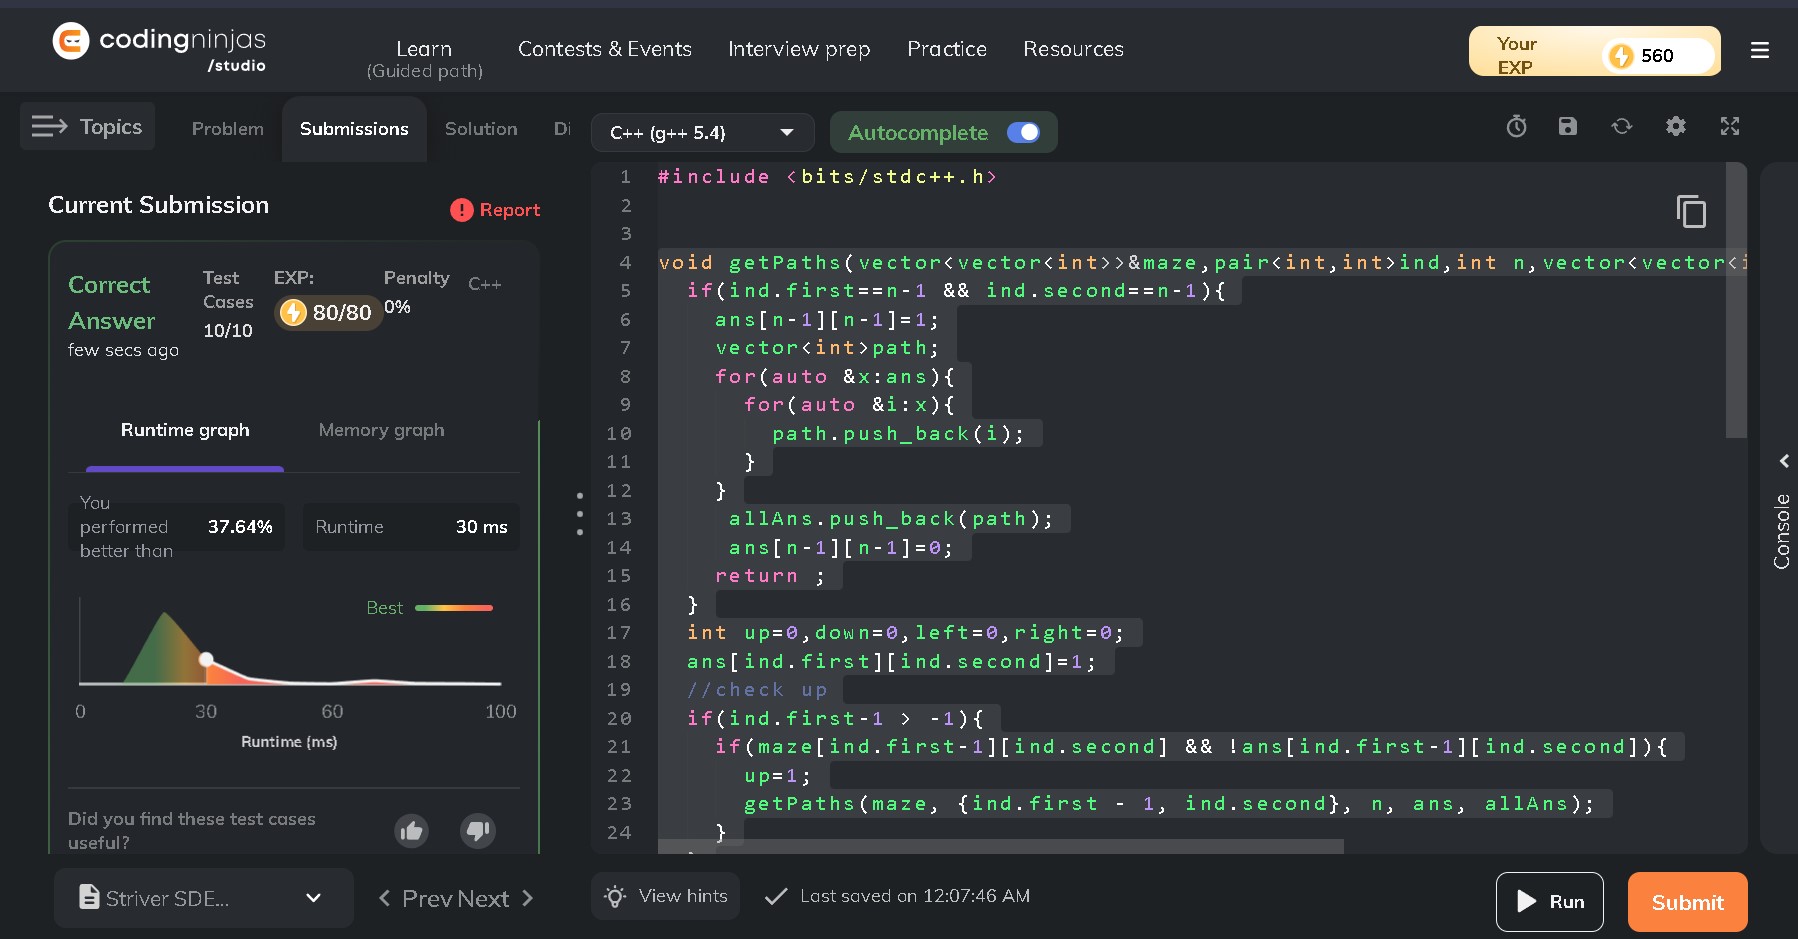 codingninjas
/studio
Learn
(Guided path)
Contests & Events
Interview prep
Practice
Resources
Your
EXP
560
Topics
Problem
Submissions
Solution
Di
C++ (g++ 5.4)
Autocomplete
Current Submission
Report
Correct
Answer
few secs ago
Test
Cases
10/10
EXP:
80/80
Penalty
0%
C++
Runtime graph
Memory graph
You
performed
better than
37.64%
Runtime
30 ms
Best
0
30
60
100
Runtime (ms)
Did you find these test cases
useful?
1 #include <bits/stdc++.h>
2
3
4 void getPaths(vector<vector<int>>&maze,pair<int,int>ind,int n,vector<vector<i
5 if(ind.first==n-1 && ind.second==n-1){
6 ans[n-1][n-1]=1;
7 vector<int>path;
8 for(auto &x:ans){
9 for(auto &i:x){
10 path.push_back(i);
11 }
12 }
13 allAns.push_back(path);
14 ans[n-1][n-1]=0;
15 return ;
16 }
17 int up=0,down=0,left=0,right=0;
18 ans[ind.first][ind.second]=1;
19 //check up
20 if(ind.first-1 > -1){
21 if(maze[ind.first-1][ind.second] && !ans[ind.first-1][ind.second]){
22 up=1;
23 getPaths(maze, {ind.first - 1, ind.second}, n, ans, allAns);
24 }
Console
Striver SDE...
Prev
Next
View hints
Last saved on 12:07:46 AM
Run
Submit